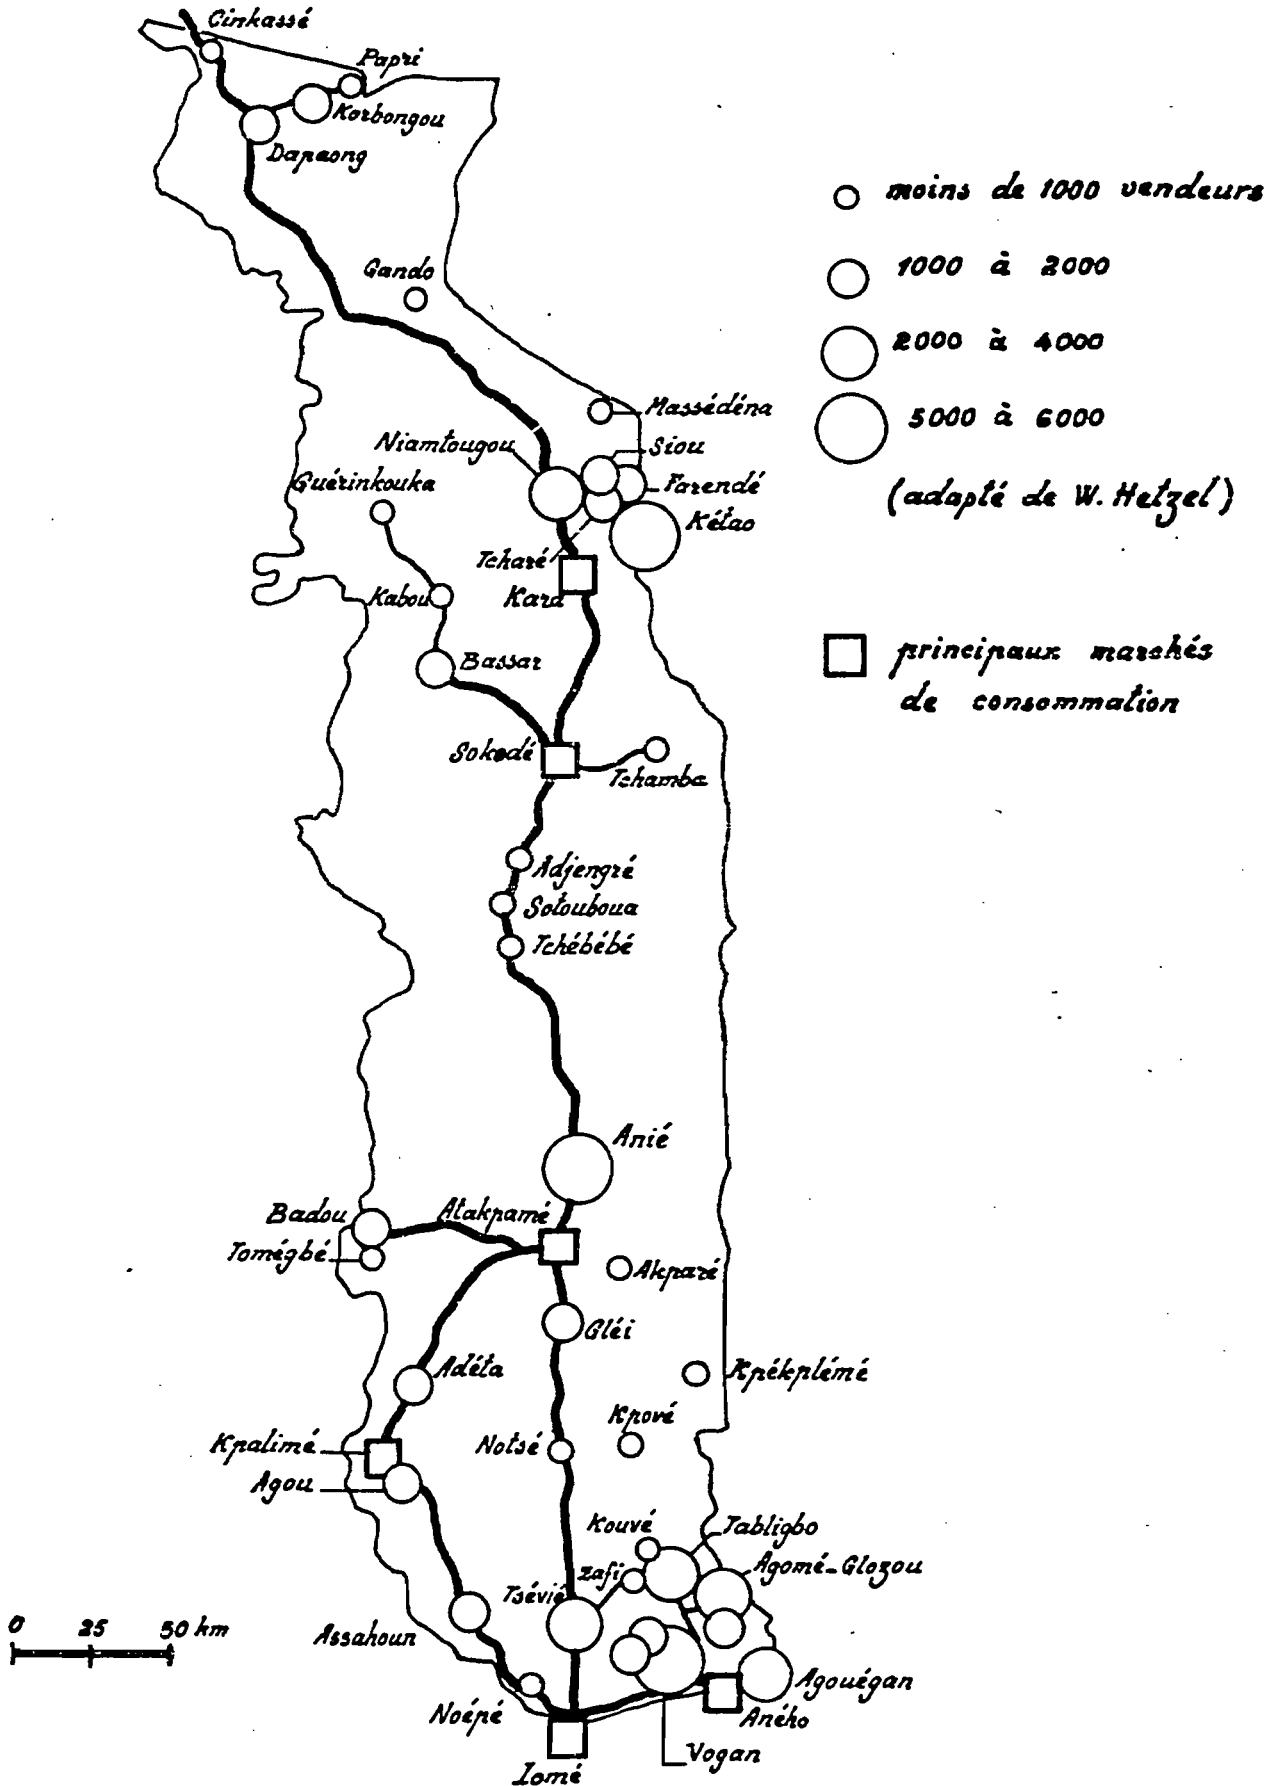 Cinkassé
Papri
Korbongou
Dapaong
moins de 1000 vendeurs
1000 à 2000
2000 à 4000
5000 à 6000
(adapté de W. Hetzel)
principaux marchés
de consommation
Gando
Massédéna
Niamtougou
Siou
Guérinkouka
Farendé
Kétao
Tcharé
Kara
Kabou
Bassar
Sokodé
Tchamba
Adjengré
Sotouboua
Tchébébé
Anié
Badou
Atakpamé
Tomégbé
Akparé
Gléi
Adéta
Kpékplémé
Kpové
Kpalimé
Notsé
Agou
Kouvé
Tabligbo
Zafi
Agomé-Glozou
Tsévié
0 25 50 km
Assahoun
Agouégan
Noépé
Aného
Vogan
Lomé